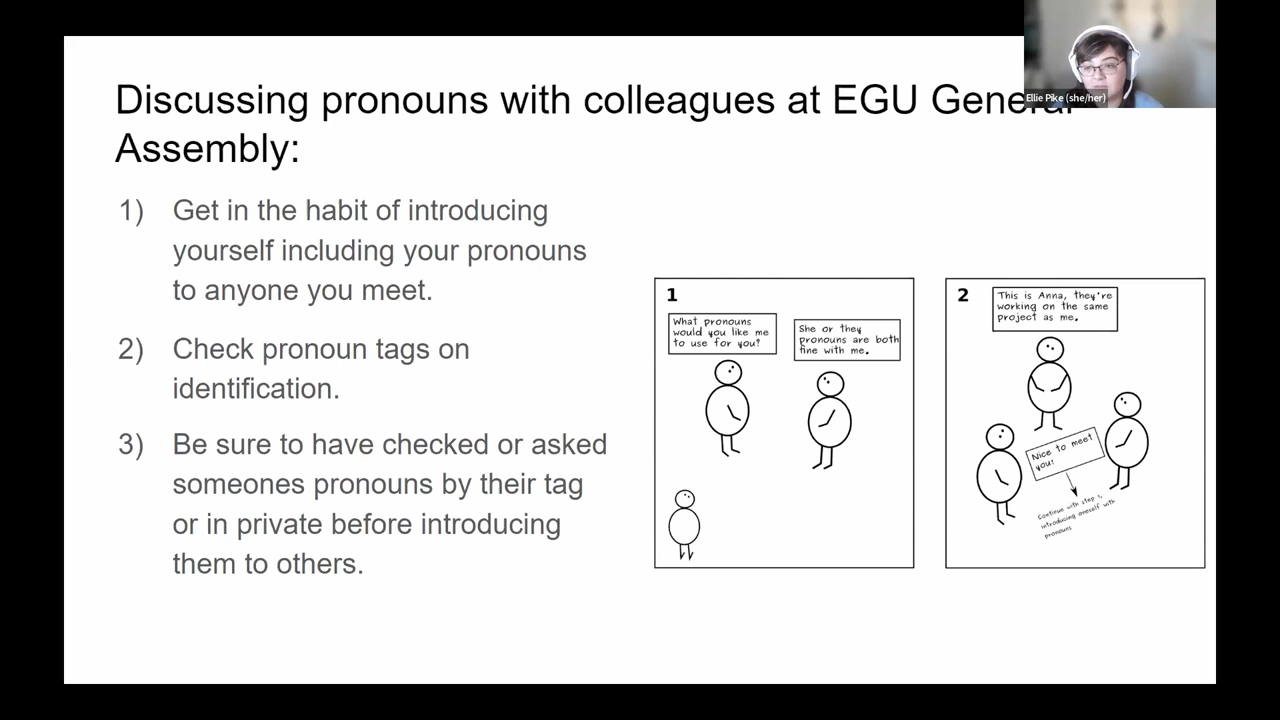 Discussing pronouns with colleagues at EGU General
Assembly:
Ellie Pike (she/her)
1) Get in the habit of introducing
yourself including your pronouns
to anyone you meet.
2) Check pronoun tags on
identification.
3) Be sure to have checked or asked
someones pronouns by their tag
or in private before introducing
them to others.
1
What pronouns
would you like me
to use for you?
She or they
pronouns are both
fine with me.
2
This is Anna, they're
working on the same
project as me.
Nice to meet
you!
Continue with step 1,
introducing oneself with
pronouns